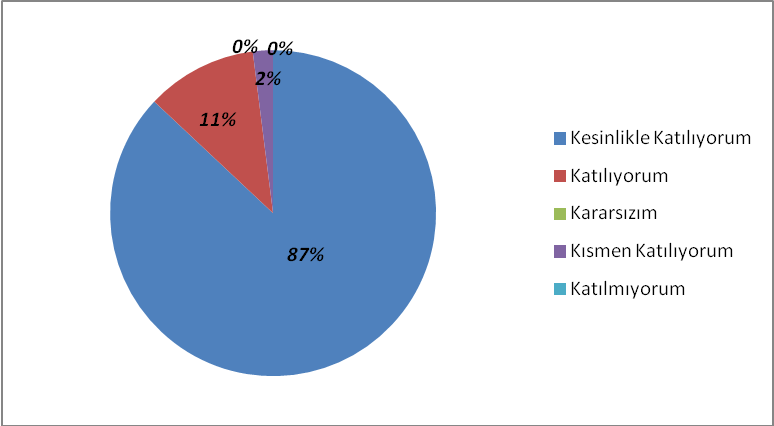 0% 0%
2%
11%
87%
Kesinlikle Katılıyorum
Katılıyorum
Kararsızım
Kısmen Katılıyorum
Katılmıyorum